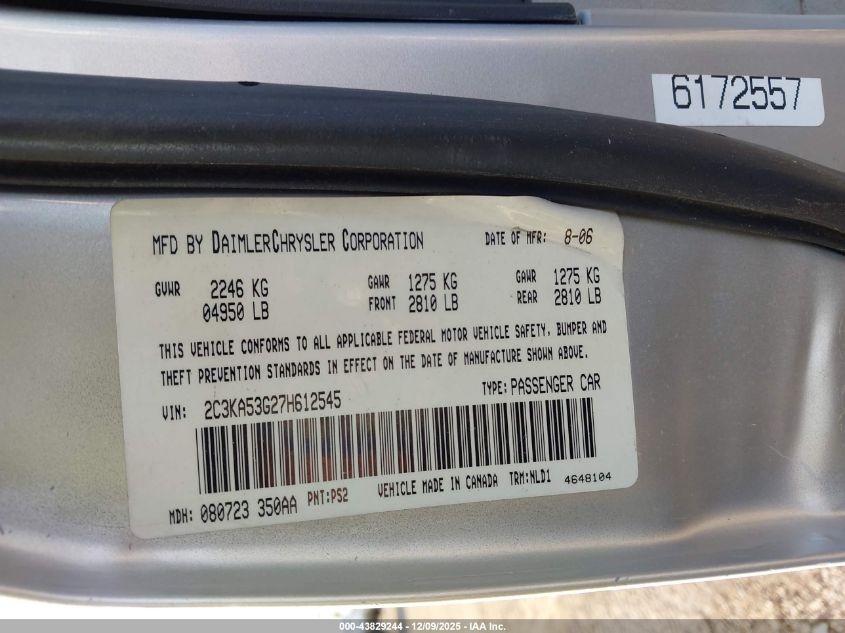 6172557
MFD BY DAIMLERCHRYSLER CORPORATION DATE OF MFR: 8-06
GVWR 2246 KG GAWR 1275 KG GAWR 1275 KG
04950 LB FRONT 2810 LB REAR 2810 LB
THIS VEHICLE CONFORMS TO ALL APPLICABLE FEDERAL MOTOR VEHICLE SAFETY, BUMPER AND
THEFT PREVENTION STANDARDS IN EFFECT ON THE DATE OF MANUFACTURE SHOWN ABOVE.
VIN: 2C3KA53G27H612545 TYPE: PASSENGER CAR
MDH: 080723 350AA PNT:PS2 VEHICLE MADE IN CANADA TRM:NLD1 4648104
000-43829244 - 12/09/2025 - IAA Inc.